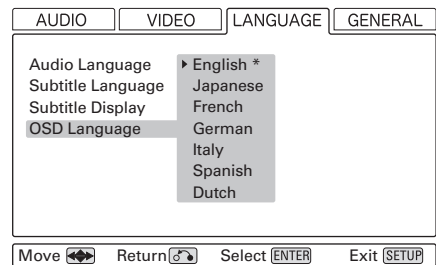 AUDIO VIDEO LANGUAGE GENERAL
Audio Language
Subtitle Language
Subtitle Display
OSD Language
English *
Japanese
French
German
Italy
Spanish
Dutch
Move Return Select ENTER Exit SETUP